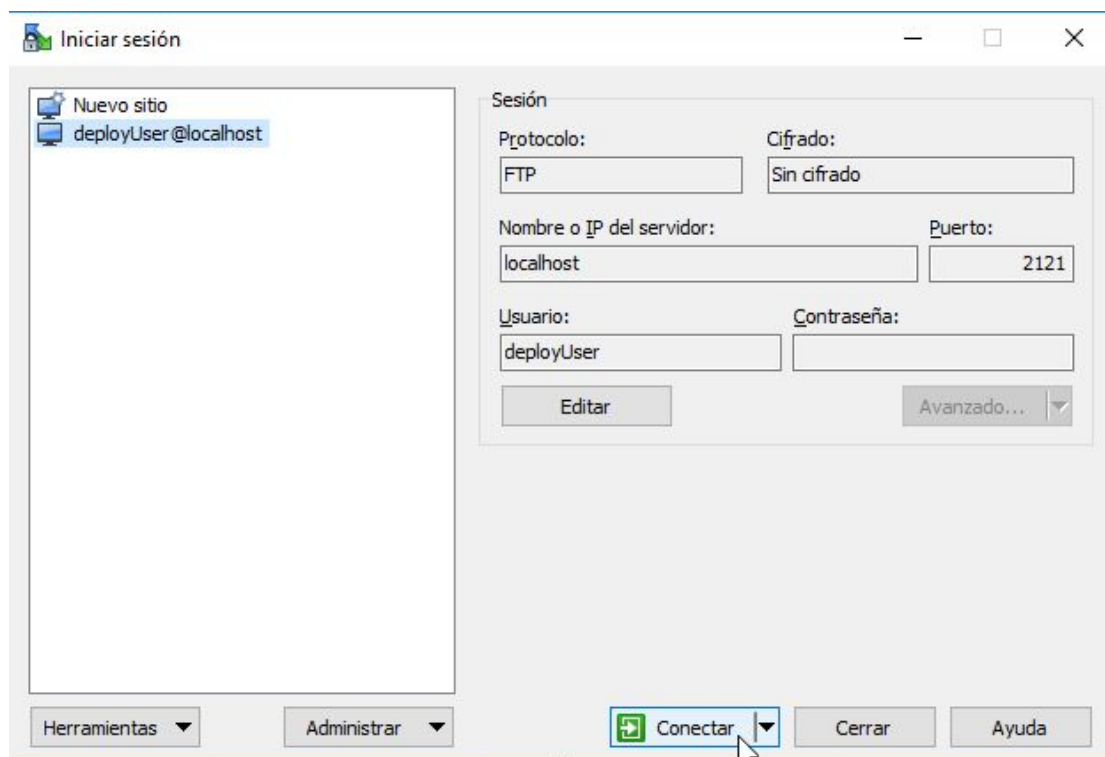 Iniciar sesión
Nuevo sitio
deployUser@localhost
Sesión
Protocolo:
Cifrado:
FTP
Sin cifrado
Nombre o IP del servidor:
Puerto:
localhost
2121
Usuario:
Contraseña:
deployUser
Editar
Avanzado...
Herramientas
Administrar
Conectar
Cerrar
Ayuda